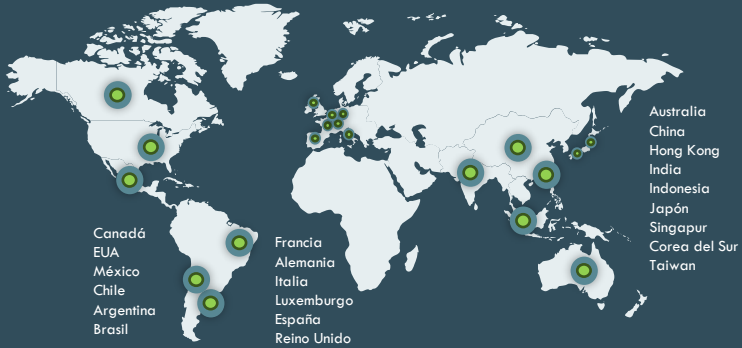 Canadá
EUA
México
Chile
Argentina
Brasil
Francia
Alemania
Italia
Luxemburgo
España
Reino Unido
Australia
China
Hong Kong
India
Indonesia
Japón
Singapur
Corea del Sur
Taiwan